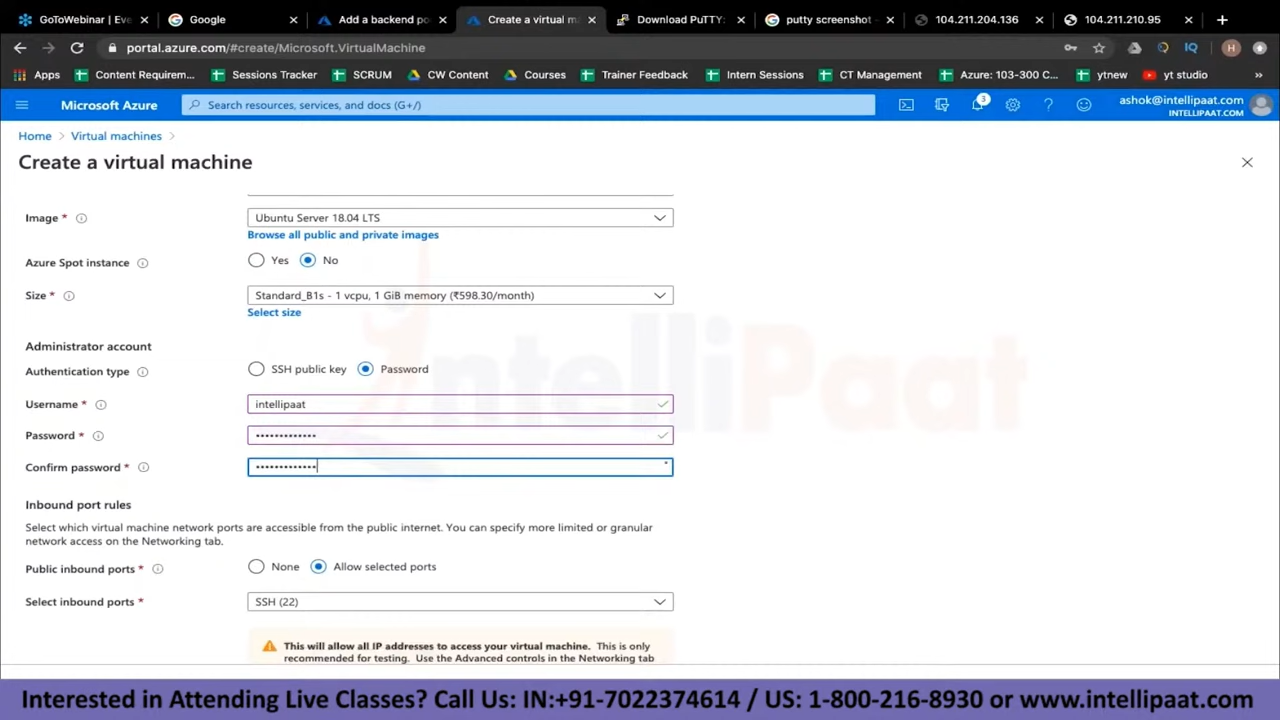 GoToWebinar | Ev
Google
Add a backend po
Create a virtual m
Download PuTTY:
putty screenshot -
104.211.204.136
104.211.210.95
portal.azure.com/#create/Microsoft.VirtualMachine
IQ
H
Apps
Content Requirem...
Sessions Tracker
SCRUM
CW Content
Courses
Trainer Feedback
Intern Sessions
CT Management
Azure: 103-300 C...
ytnew
yt studio
»
Microsoft Azure
Search resources, services, and docs (G+/)
3
ashok@intellipaat.com
INTELLIPAAT.COM
Home > Virtual machines >
Create a virtual machine
Image *
Ubuntu Server 18.04 LTS
Browse all public and private images
Azure Spot instance
Yes
No
Size *
Standard_B1s - 1 vcpu, 1 GiB memory (₹598.30/month)
Select size
Administrator account
Authentication type
SSH public key
Password
Username *
intellipaat
Password *
•••••••••••••
Confirm password *
•••••••••••••
Inbound port rules
Select which virtual machine network ports are accessible from the public internet. You can specify more limited or granular
network access on the Networking tab.
Public inbound ports *
None
Allow selected ports
Select inbound ports *
SSH (22)
This will allow all IP addresses to access your virtual machine. This is only
recommended for testing. Use the Advanced controls in the Networking tab
IntelliPaat
Interested in Attending Live Classes? Call Us: IN:+91-7022374614 / US: 1-800-216-8930 or www.intellipaat.com